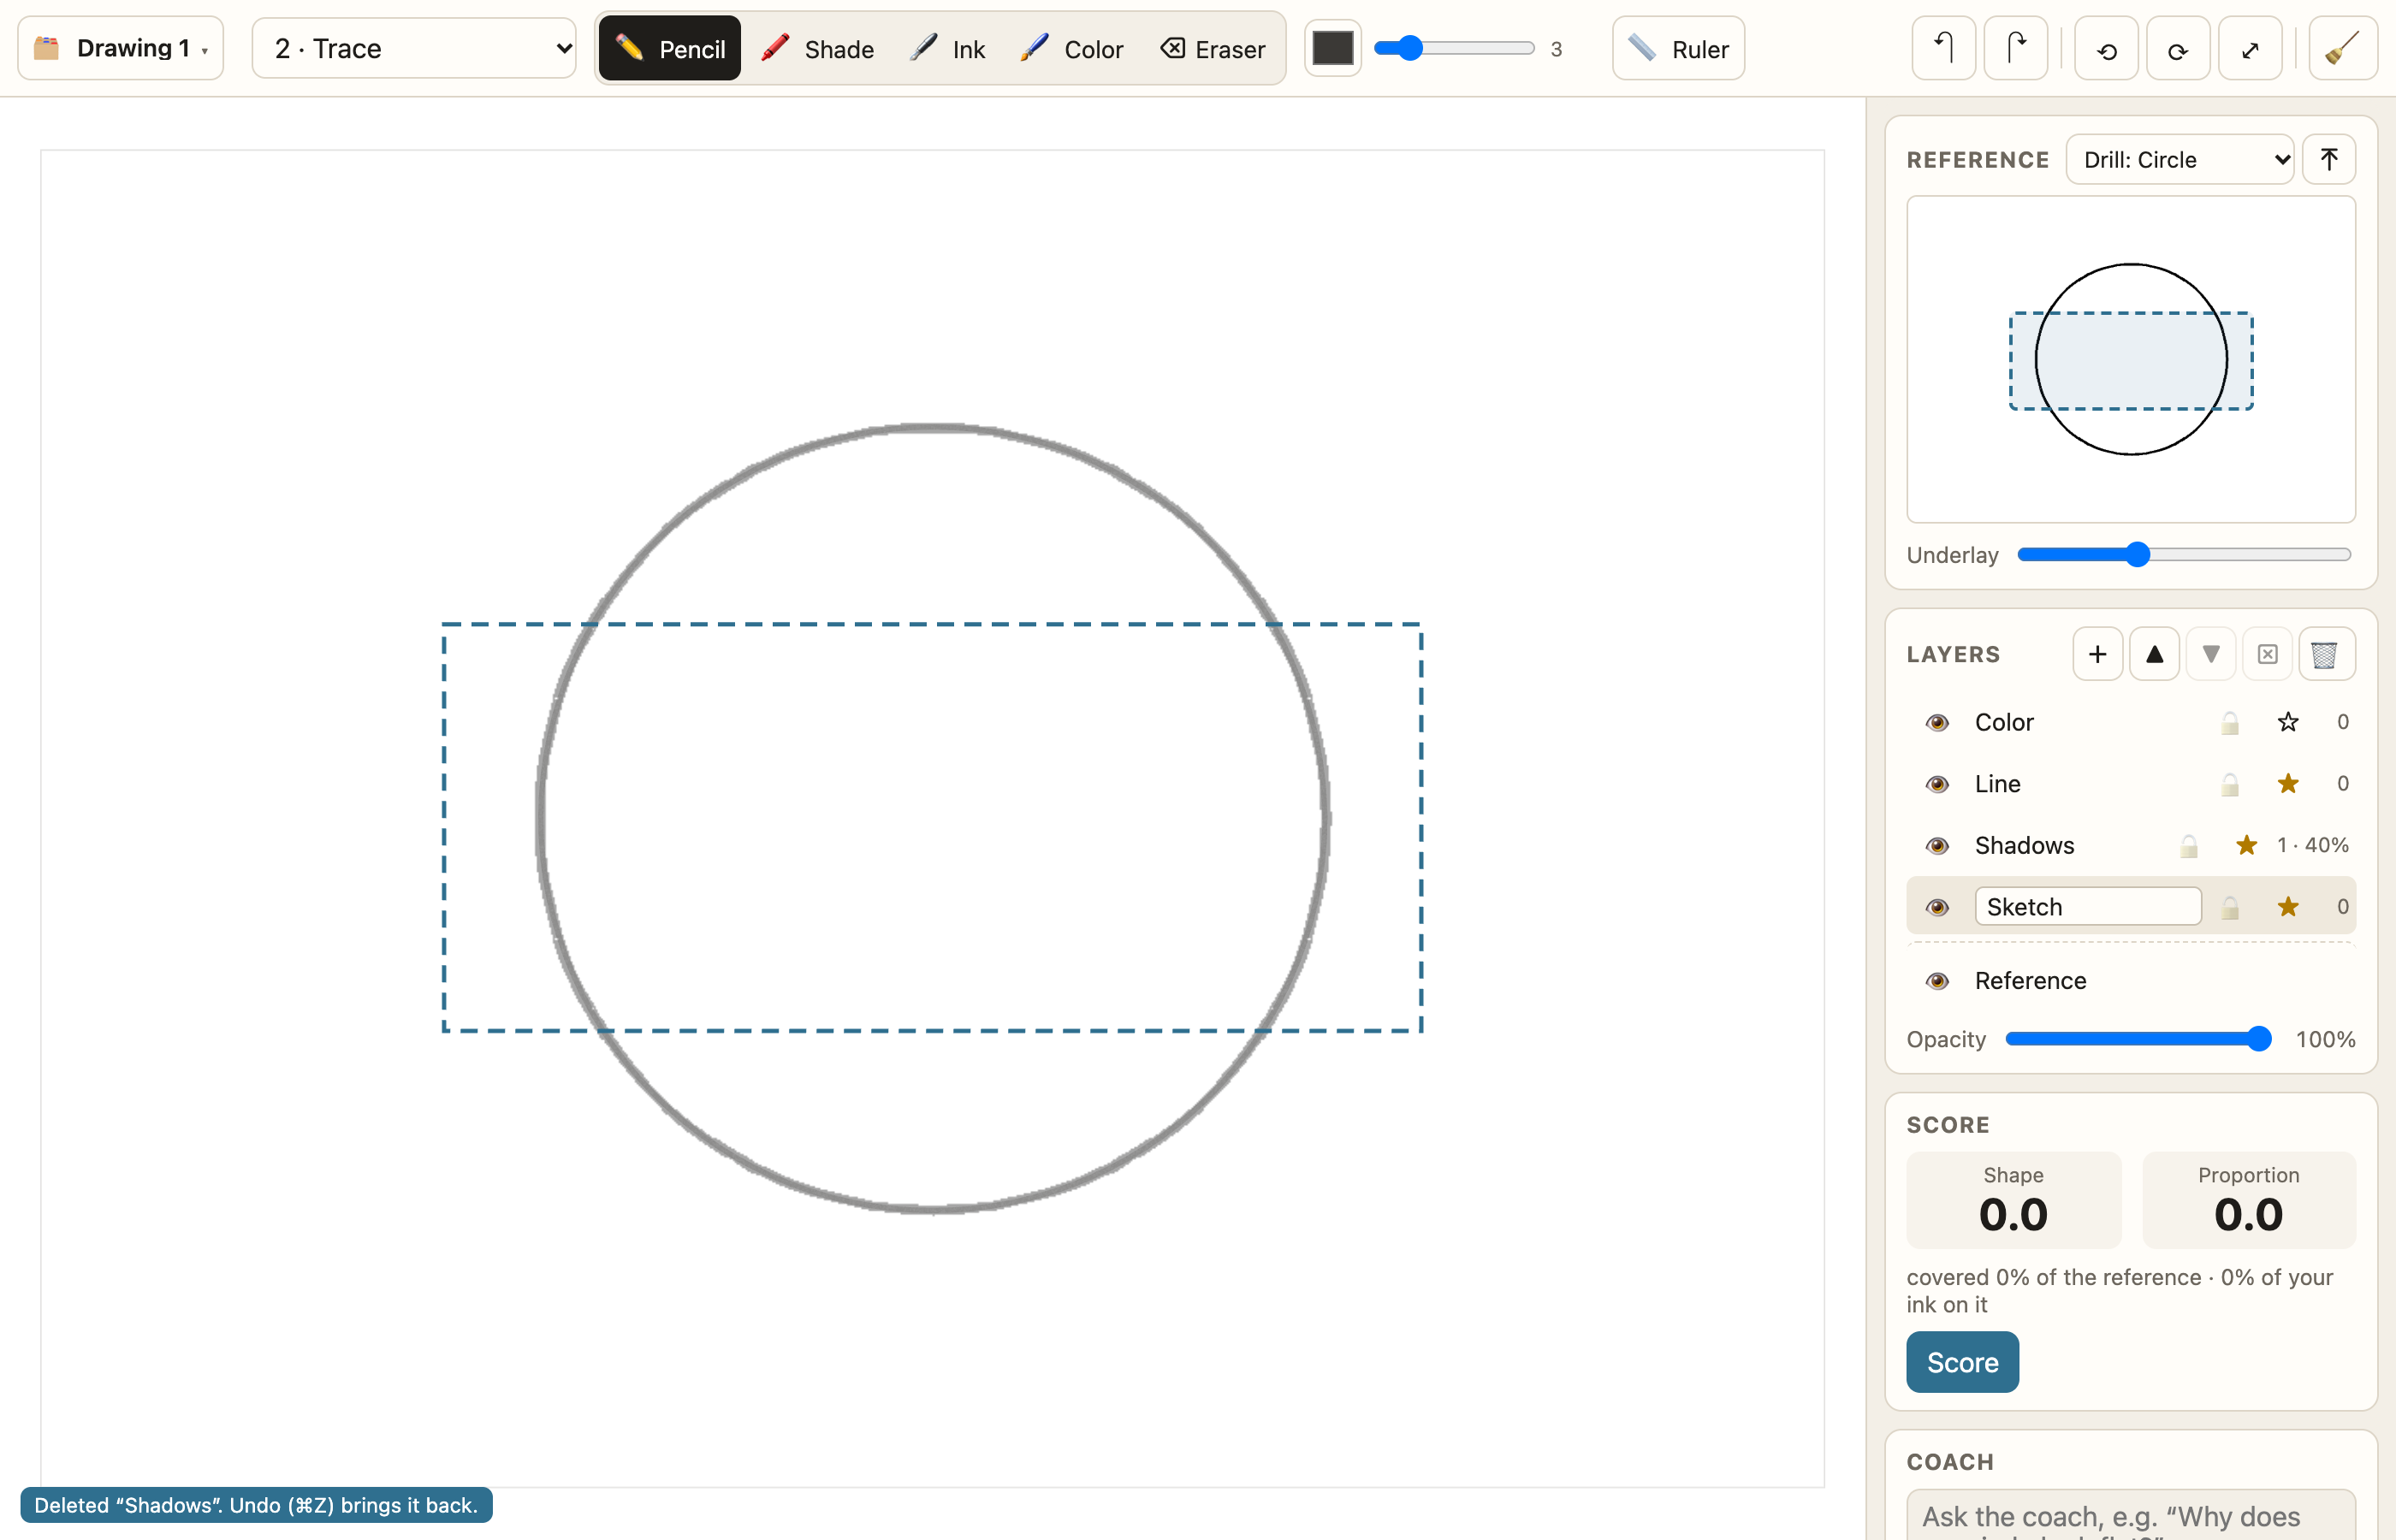 Drawing 1
2 · Trace
Pencil
Shade
Ink
Color
Eraser
3
Ruler
REFERENCE
Drill: Circle
Underlay
LAYERS
Color
0
Line
0
Shadows
1 · 40%
Sketch
0
Reference
Opacity
100%
SCORE
Shape
Proportion
0.0
0.0
covered 0% of the reference · 0% of your
ink on it
Score
COACH
Ask the coach, e.g. “Why does
Deleted “Shadows”. Undo (⌘Z) brings it back.